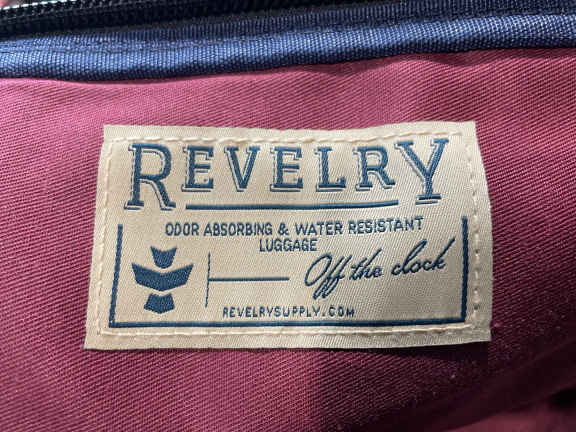 REVELRY
ODOR ABSORBING & WATER RESISTANT
LUGGAGE
Off the clock
REVELRYSUPPLY.COM